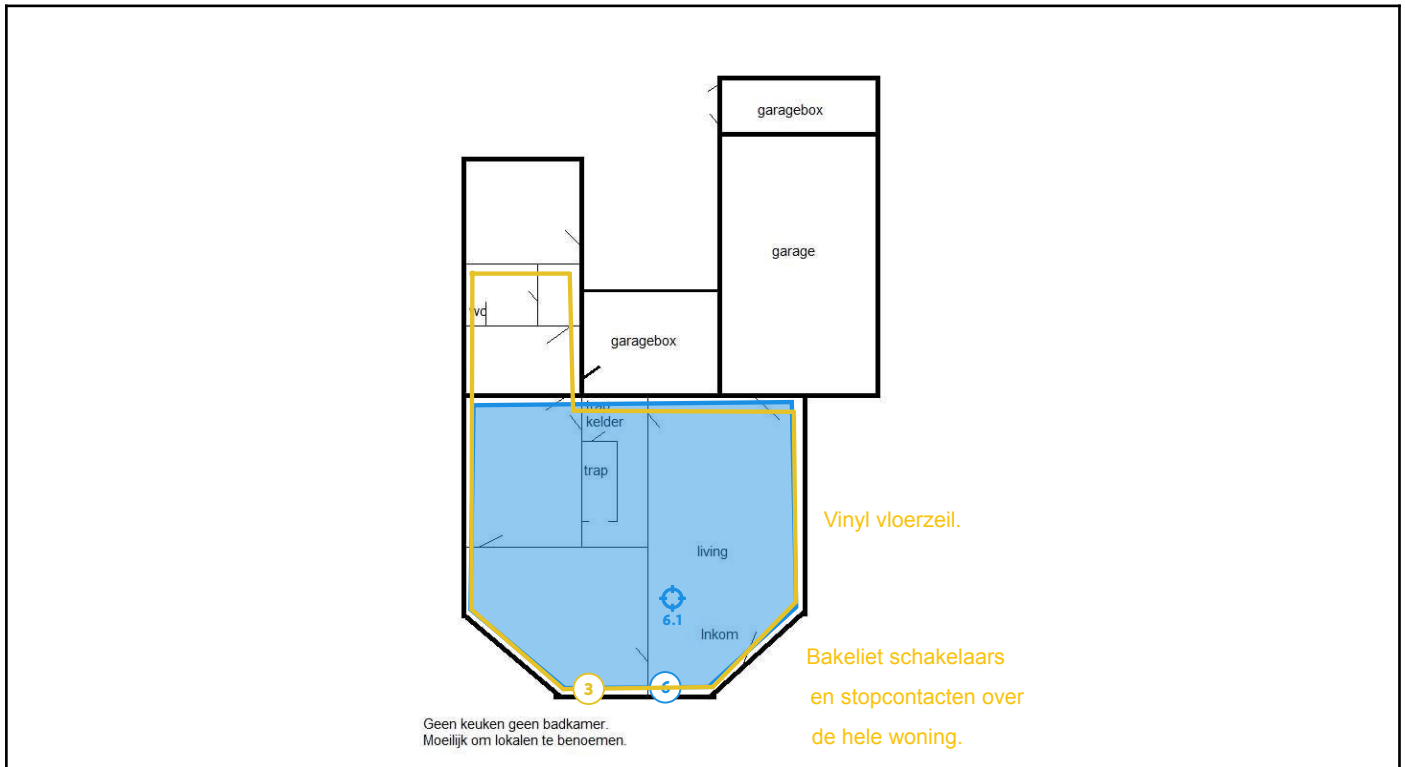 garagebox
garage
wc
garagebox
trap
kelder
trap
Vinyl vloerzeil.
living
6.1
Inkom
Bakeliet schakelaars
en stopcontacten over
de hele woning.
3
6
Geen keuken geen badkamer.
Moeilijk om lokalen te benoemen.